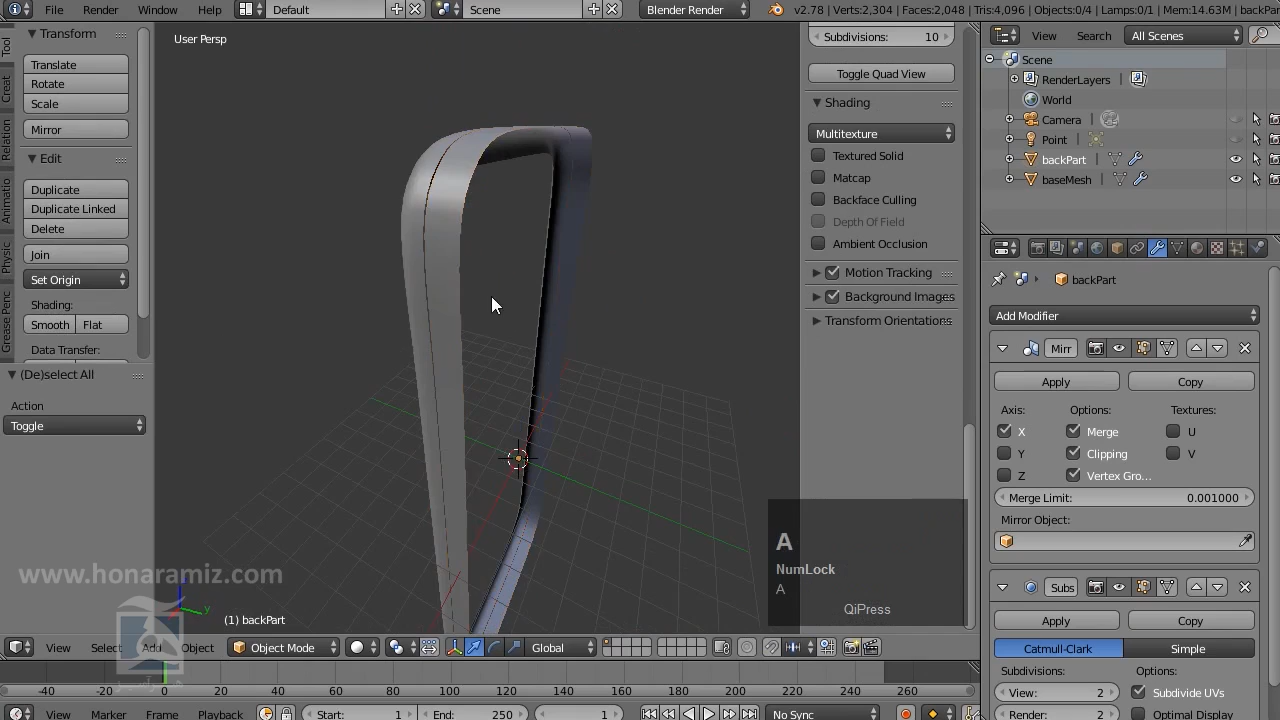 File Render Window Help Default Scene Blender Render v2.78 | Verts:2,304 | Faces:2,048 | Tris:4,096 | Objects:0/4 | Lamps:0/1 | Mem:14.63M | backPar
Transform
Translate
Rotate
Scale
Mirror
Edit
Duplicate
Duplicate Linked
Delete
Join
Set Origin
Shading:
Smooth Flat
Data Transfer:
Tool
Creat
Relation
Animatio
Physic
Grease Penc
(De)select All
Action
Toggle
User Persp
(1) backPart
www.honaramiz.com
A
NumLock
A
QiPress
Subdivisions: 10
Toggle Quad View
Shading
Multitexture
Textured Solid
Matcap
Backface Culling
Depth Of Field
Ambient Occlusion
Motion Tracking
Background Images
Transform Orientations
View Search All Scenes
Scene
RenderLayers
World
Camera
Point
backPart
baseMesh
backPart
Add Modifier
Mirr
Apply Copy
Axis: Options: Textures:
X Merge U
Y Clipping V
Z Vertex Gro...
Merge Limit: 0.001000
Mirror Object:
Subs
Apply Copy
Catmull-Clark Simple
Subdivisions: Options:
View: 2 Subdivide UVs
Render: 2 Optimal Display
View Select Add Object Object Mode Global
-40 -20 0 20 40 60 80 100 120 140 160 180 200 220 240 260
View Marker Frame Playback Start: 1 End: 250 1 No Sync